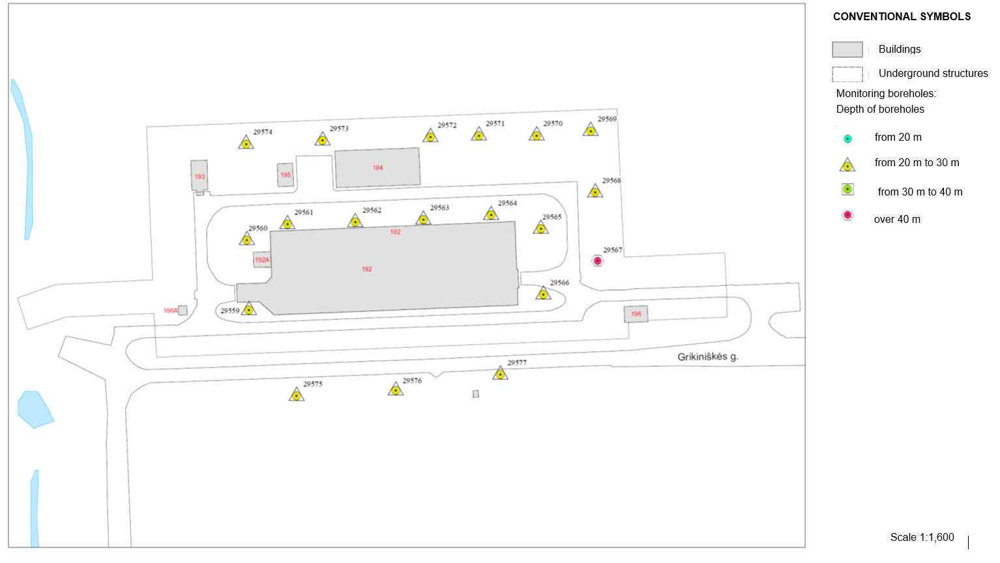 CONVENTIONAL SYMBOLS
Buildings
Underground structures
Monitoring boreholes:
Depth of boreholes
from 20 m
from 20 m to 30 m
from 30 m to 40 m
over 40 m
29574
29573
29572
29571
29570
29569
193
195
194
29568
29561
29562
29563
29564
29565
29560
192
192A
192
29567
29566
196A
29559
196
Grikiniškės g.
29577
29575
29576
Scale 1:1,600